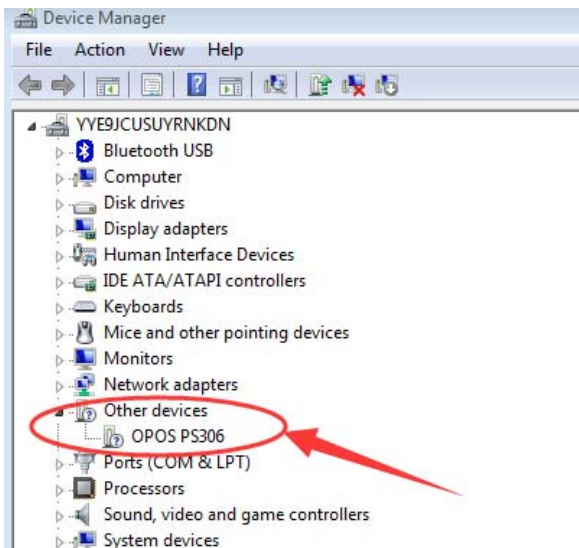 Device Manager
File Action View Help
YYE9JCUSUYRNKDN
Bluetooth USB
Computer
Disk drives
Display adapters
Human Interface Devices
IDE ATA/ATAPI controllers
Keyboards
Mice and other pointing devices
Monitors
Network adapters
Other devices
OPOS PS306
Ports (COM & LPT)
Processors
Sound, video and game controllers
System devices